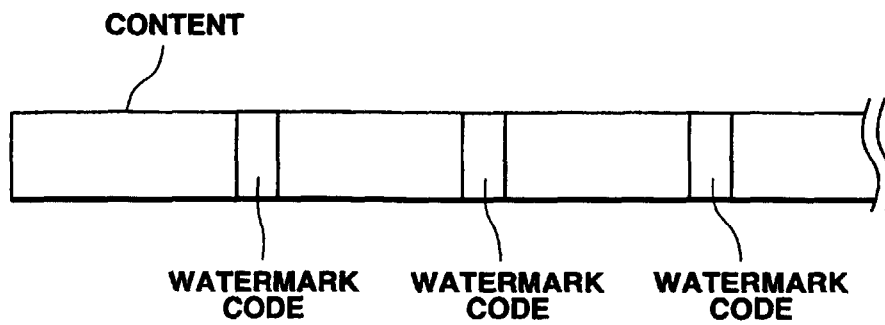 CONTENT
WATERMARK
CODE
WATERMARK
CODE
WATERMARK
CODE